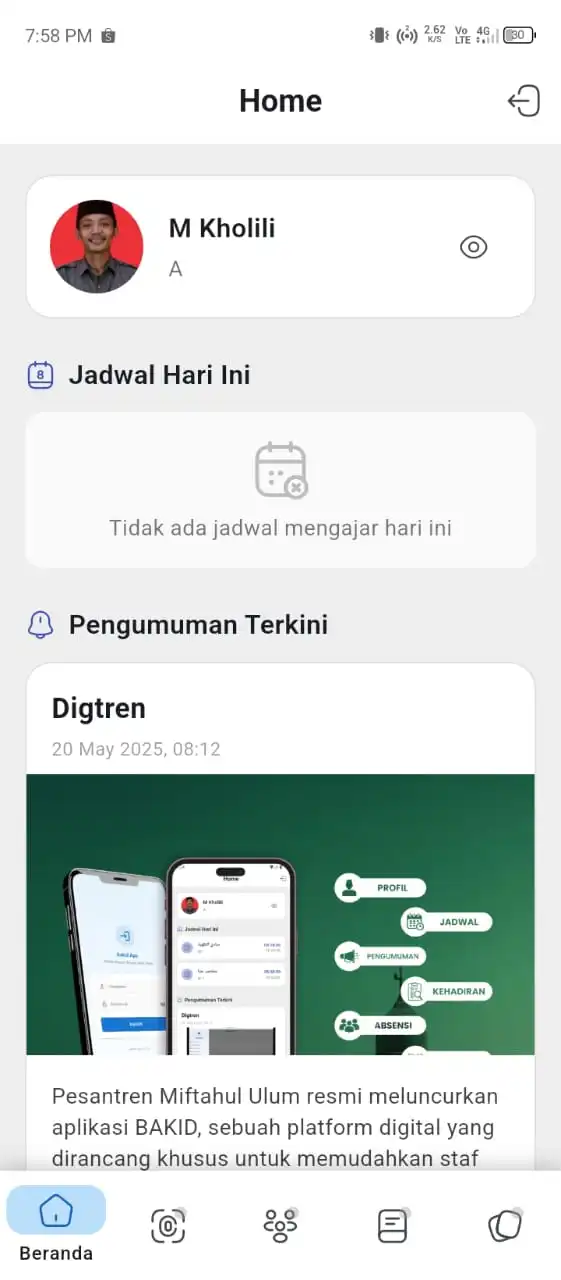 7:58 PM
2.62 K/S
Vo LTE
4G
30
Home
M Kholili
A
8
Jadwal Hari Ini
Tidak ada jadwal mengajar hari ini
Pengumuman Terkini
Digtren
20 May 2025, 08:12
Home
M Kholili
Jadwal Hari Ini
Pengumuman Terkini
Digtren
PROFIL
JADWAL
PENGUMUMAN
KEHADIRAN
ABSENSI
Pesantren Miftahul Ulum resmi meluncurkan
aplikasi BAKID, sebuah platform digital yang
dirancang khusus untuk memudahkan staf
Beranda